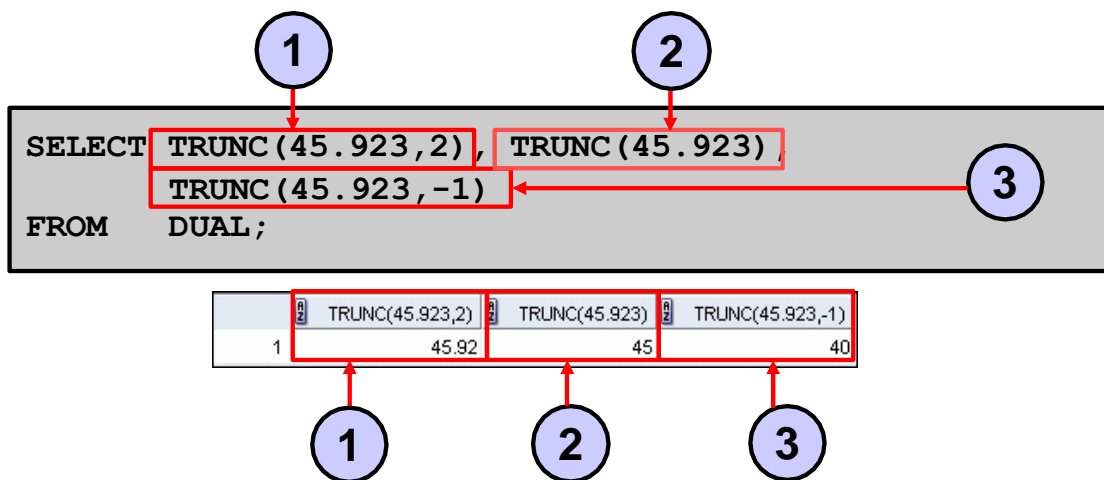 1 2
SELECT TRUNC(45.923,2), TRUNC(45.923),
TRUNC(45.923,-1) 3
FROM DUAL;
TRUNC(45.923,2) TRUNC(45.923) TRUNC(45.923,-1)
1 45.92 45 40
1 2 3